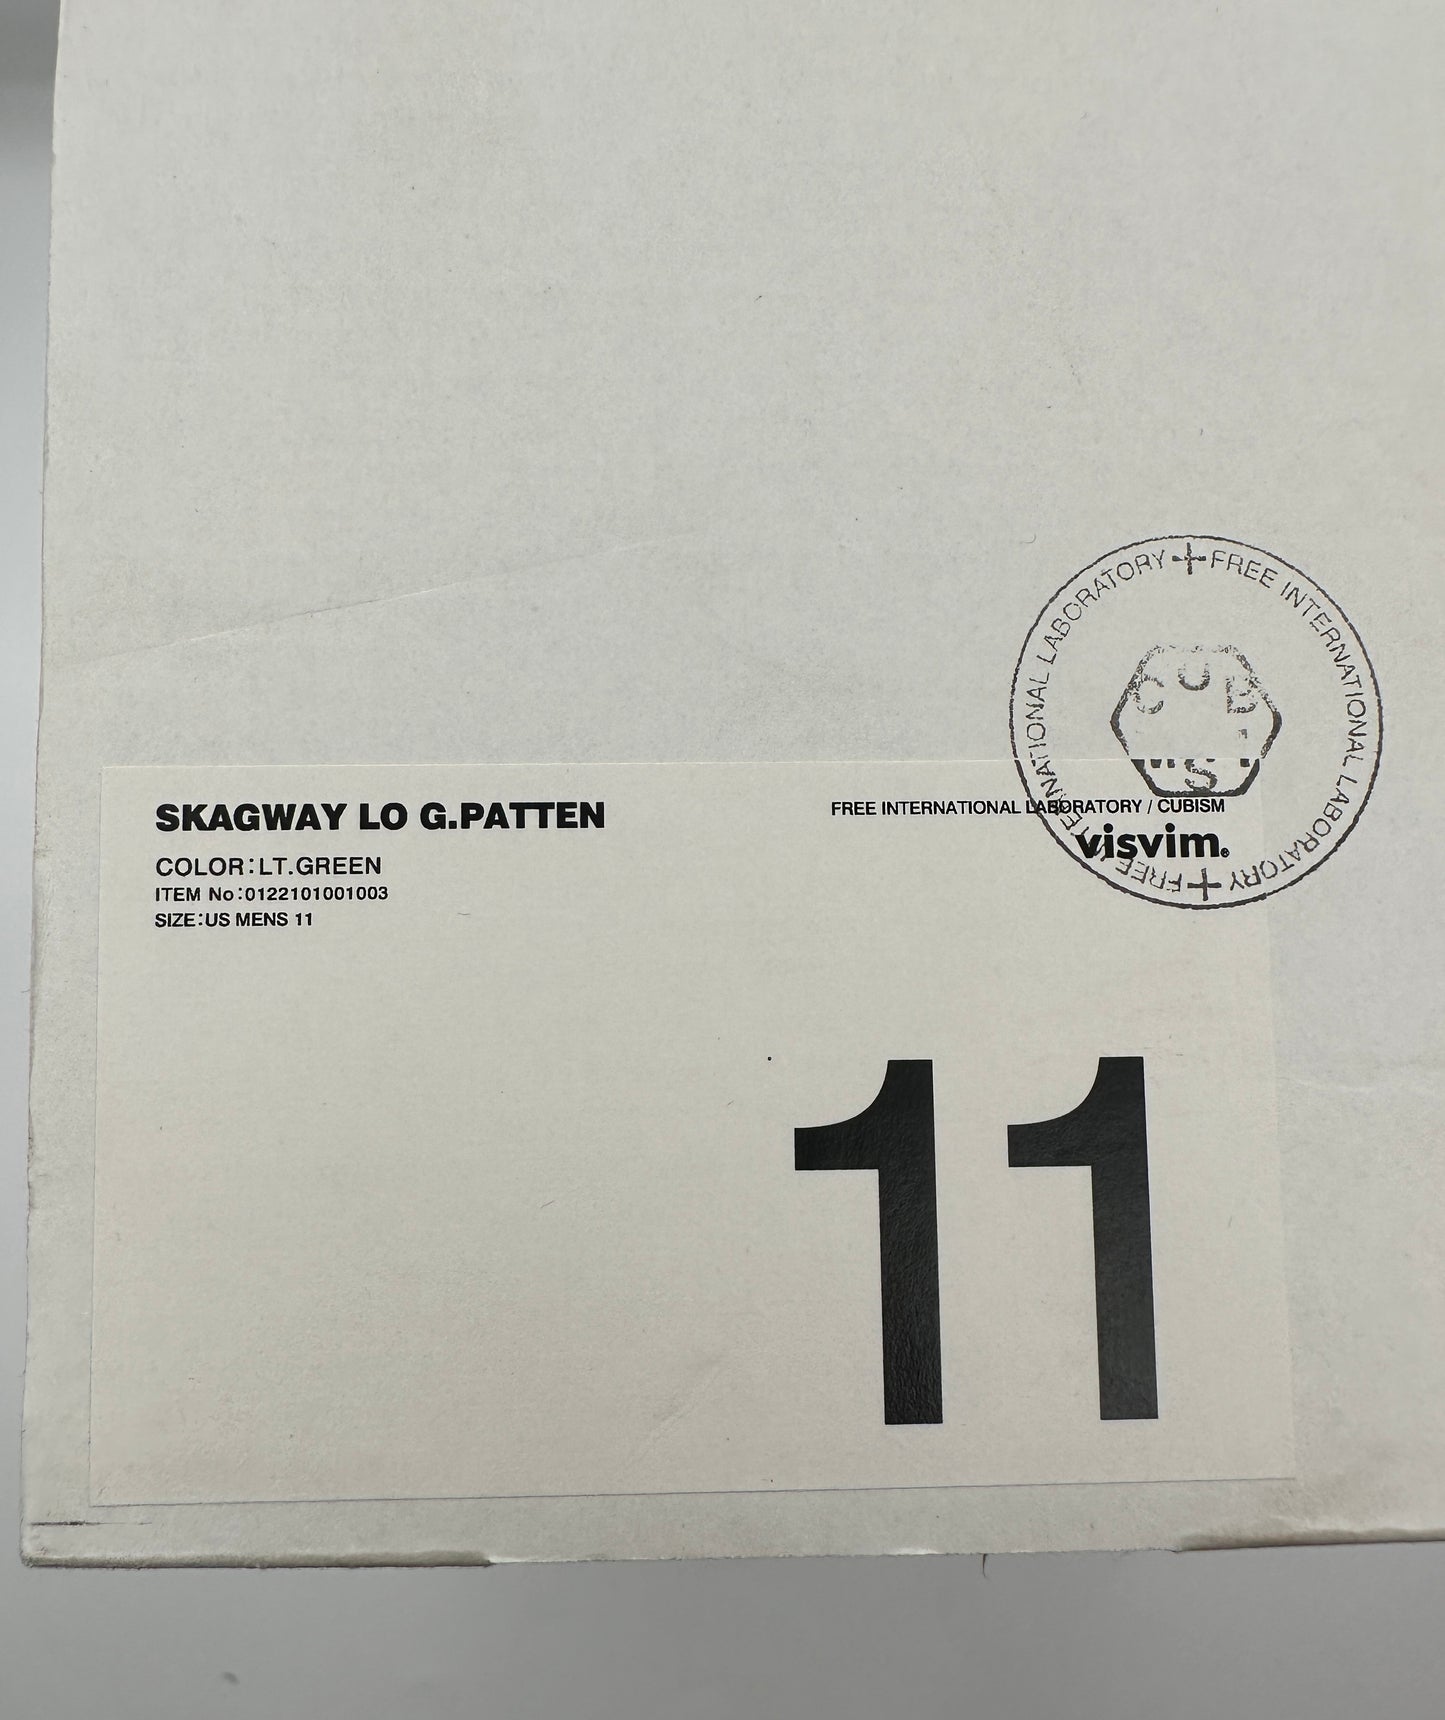 FREE INTERNATIONAL LABORATORY + FREE INTERNATIONAL LABORATORY +
CUBISM
SKAGWAY LO G.PATTEN
COLOR:LT.GREEN
ITEM No:0122101001003
SIZE:US MENS 11
FREE INTERNATIONAL LABORATORY / CUBISM
visvim®
11